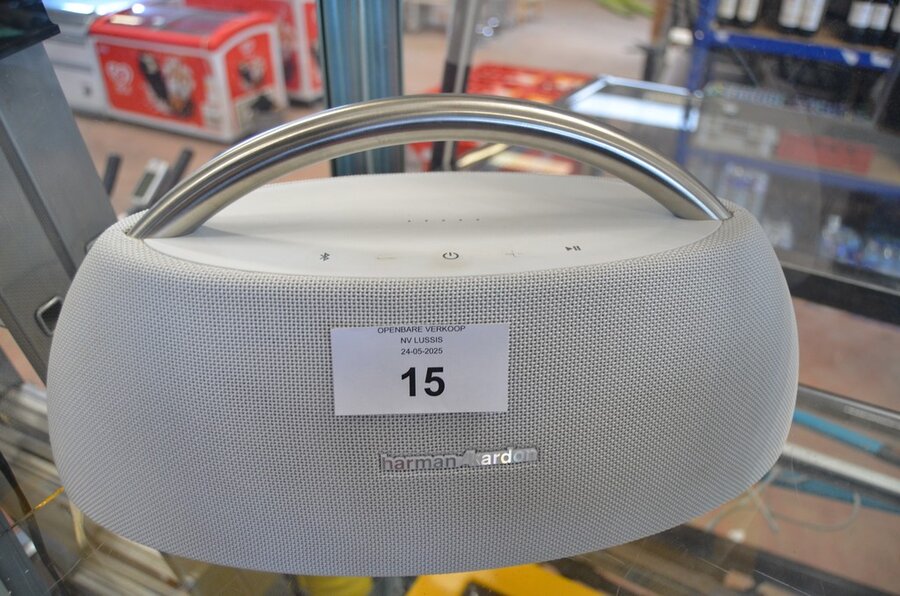 OPENBARE VERKOOP
NV LUSSIS
24-05-2025
15
harman/kardon